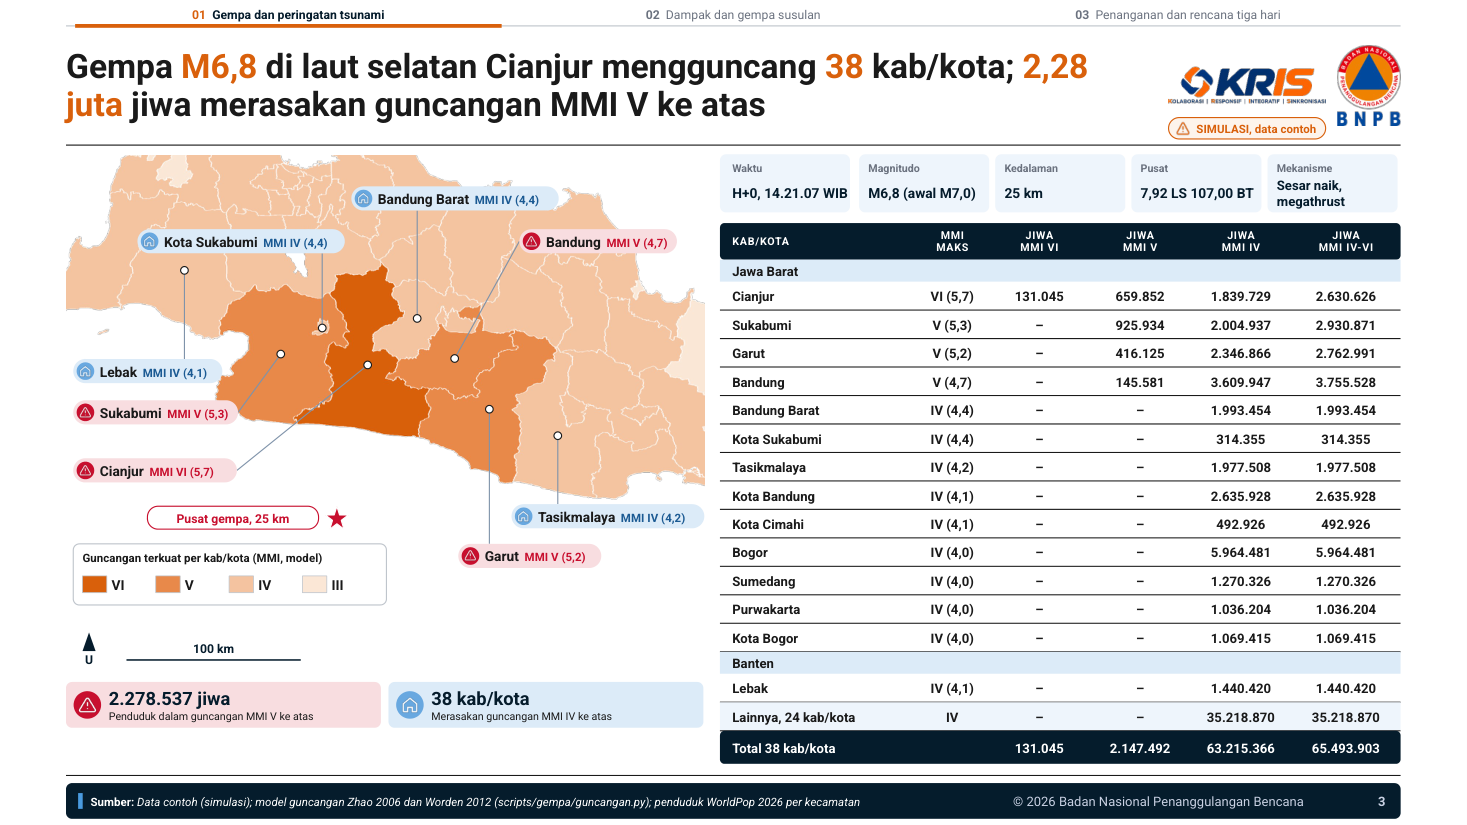 01 Gempa dan peringatan tsunami
02 Dampak dan gempa susulan
03 Penanganan dan rencana tiga hari
Gempa M6,8 di laut selatan Cianjur mengguncang 38 kab/kota; 2,28
juta jiwa merasakan guncangan MMI V ke atas
KRIS
KOLABORASI | RESPONSIF | INTEGRATIF | SINKRONISASI
SIMULASI, data contoh
BADAN NASIONAL
PENANGGULANGAN BENCANA
BNPB
Bandung Barat MMI IV (4,4)
Kota Sukabumi MMI IV (4,4)
Bandung MMI V (4,7)
Lebak MMI IV (4,1)
Sukabumi MMI V (5,3)
Cianjur MMI VI (5,7)
Pusat gempa, 25 km
Tasikmalaya MMI IV (4,2)
Garut MMI V (5,2)
Guncangan terkuat per kab/kota (MMI, model)
VI V IV III
U
100 km
2.278.537 jiwa
Penduduk dalam guncangan MMI V ke atas
38 kab/kota
Merasakan guncangan MMI IV ke atas
Waktu
H+0, 14.21.07 WIB
Magnitudo
M6,8 (awal M7,0)
Kedalaman
25 km
Pusat
7,92 LS 107,00 BT
Mekanisme
Sesar naik,
megathrust
KAB/KOTA MMI MAKS JIWA MMI VI JIWA MMI V JIWA MMI IV JIWA MMI IV-VI
Jawa Barat
Cianjur VI (5,7) 131.045 659.852 1.839.729 2.630.626
Sukabumi V (5,3) – 925.934 2.004.937 2.930.871
Garut V (5,2) – 416.125 2.346.866 2.762.991
Bandung V (4,7) – 145.581 3.609.947 3.755.528
Bandung Barat IV (4,4) – – 1.993.454 1.993.454
Kota Sukabumi IV (4,4) – – 314.355 314.355
Tasikmalaya IV (4,2) – – 1.977.508 1.977.508
Kota Bandung IV (4,1) – – 2.635.928 2.635.928
Kota Cimahi IV (4,1) – – 492.926 492.926
Bogor IV (4,0) – – 5.964.481 5.964.481
Sumedang IV (4,0) – – 1.270.326 1.270.326
Purwakarta IV (4,0) – – 1.036.204 1.036.204
Kota Bogor IV (4,0) – – 1.069.415 1.069.415
Banten
Lebak IV (4,1) – – 1.440.420 1.440.420
Lainnya, 24 kab/kota IV – – 35.218.870 35.218.870
Total 38 kab/kota 131.045 2.147.492 63.215.366 65.493.903
Sumber: Data contoh (simulasi); model guncangan Zhao 2006 dan Worden 2012 (scripts/gempa/guncangan.py); penduduk WorldPop 2026 per kecamatan
© 2026 Badan Nasional Penanggulangan Bencana
3